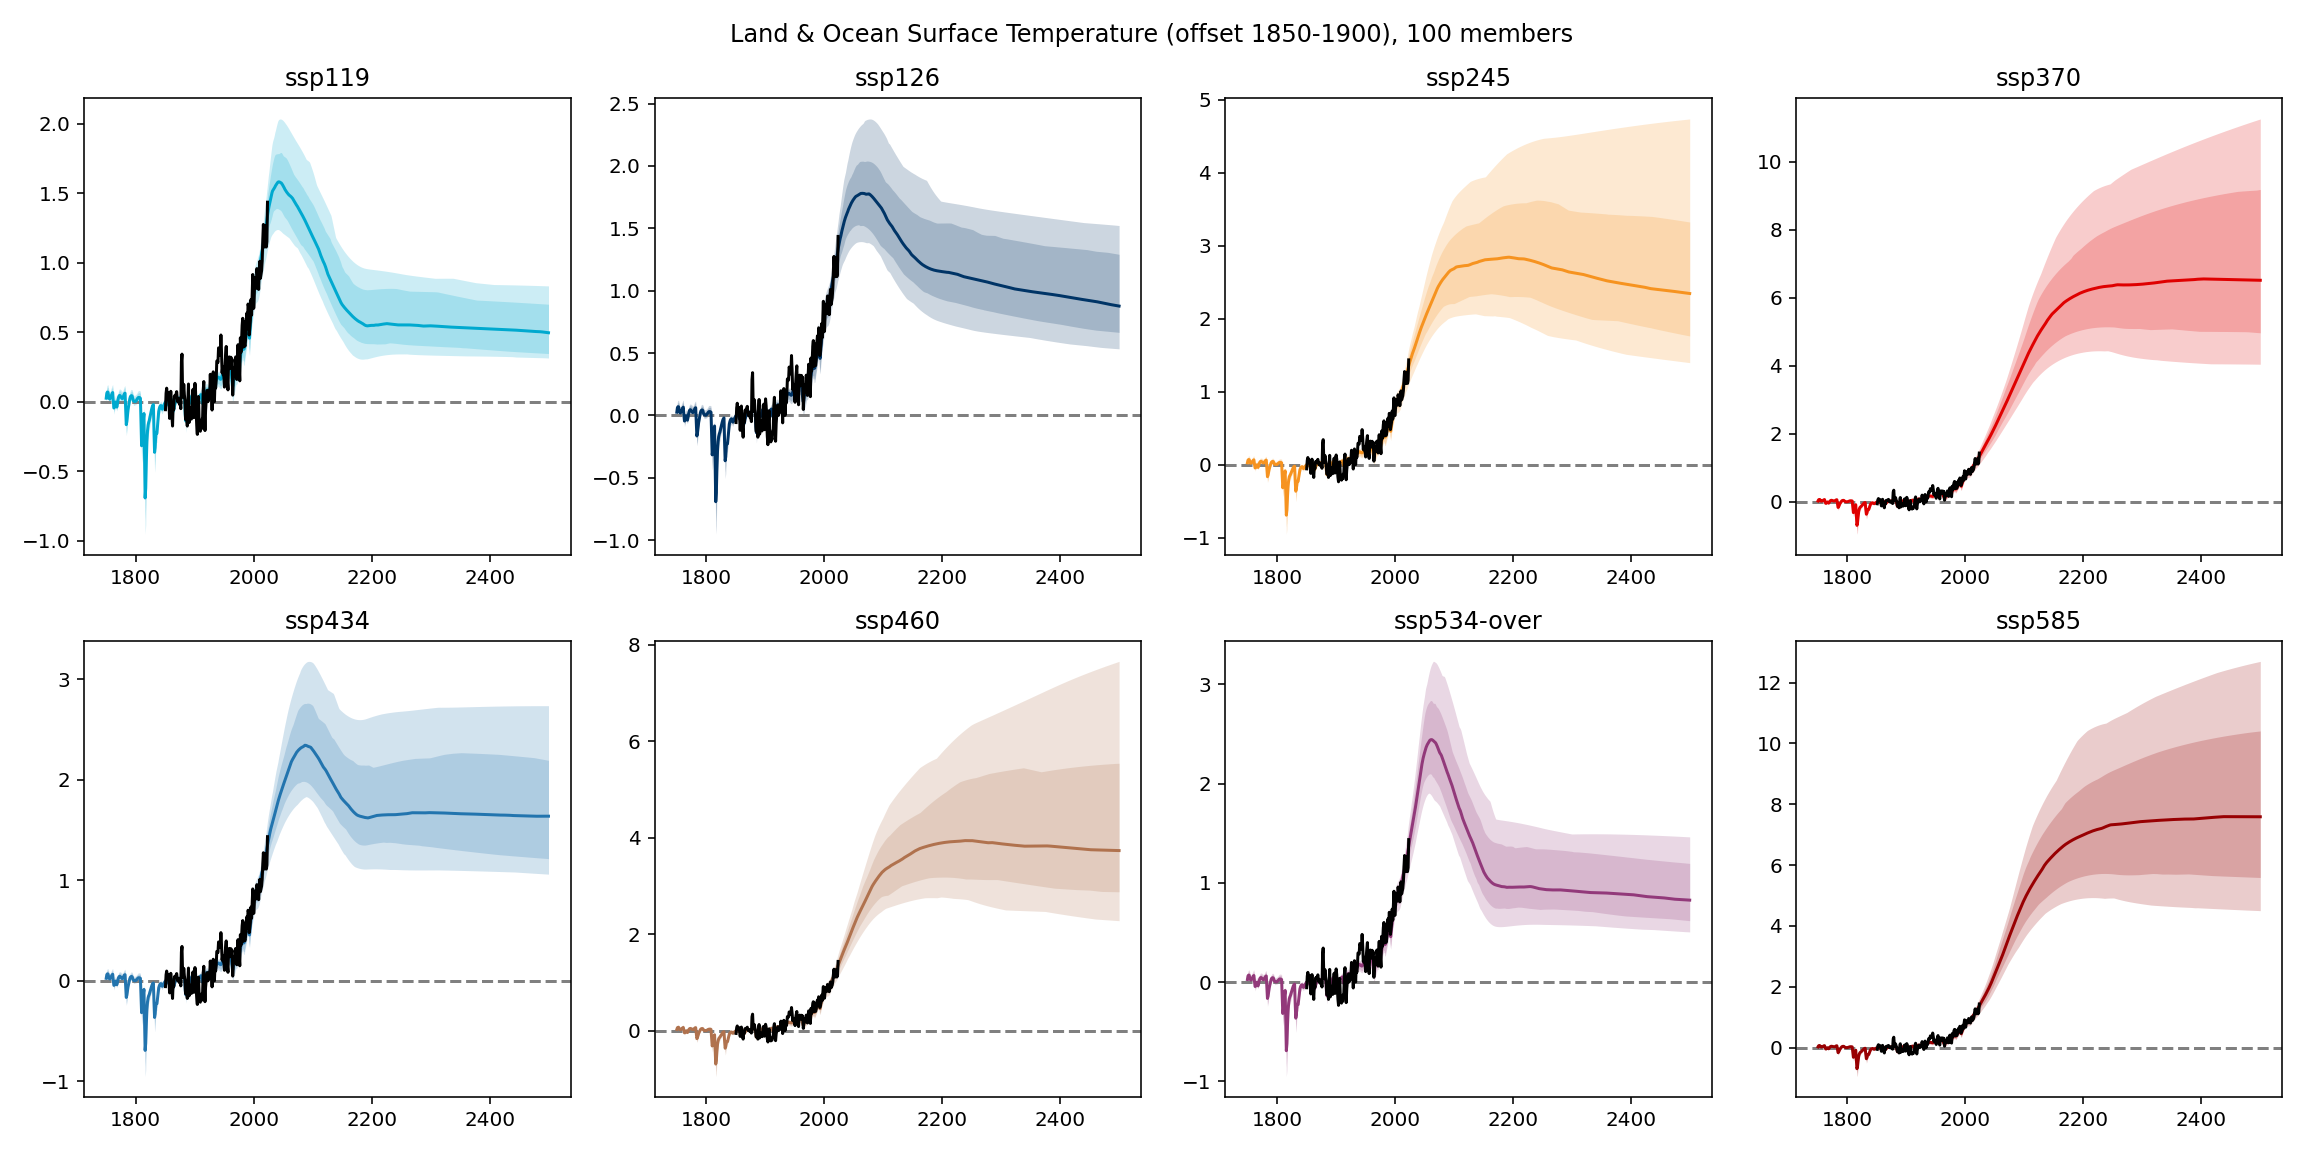 Land & Ocean Surface Temperature (offset 1850-1900), 100 members
ssp119
2.0
1.5
1.0
0.5
0.0
−0.5
−1.0
1800 2000 2200 2400
ssp126
2.5
2.0
1.5
1.0
0.5
0.0
−0.5
−1.0
1800 2000 2200 2400
ssp245
5
4
3
2
1
0
−1
1800 2000 2200 2400
ssp370
10
8
6
4
2
0
1800 2000 2200 2400
ssp434
3
2
1
0
−1
1800 2000 2200 2400
ssp460
8
6
4
2
0
1800 2000 2200 2400
ssp534-over
3
2
1
0
−1
1800 2000 2200 2400
ssp585
12
10
8
6
4
2
0
1800 2000 2200 2400